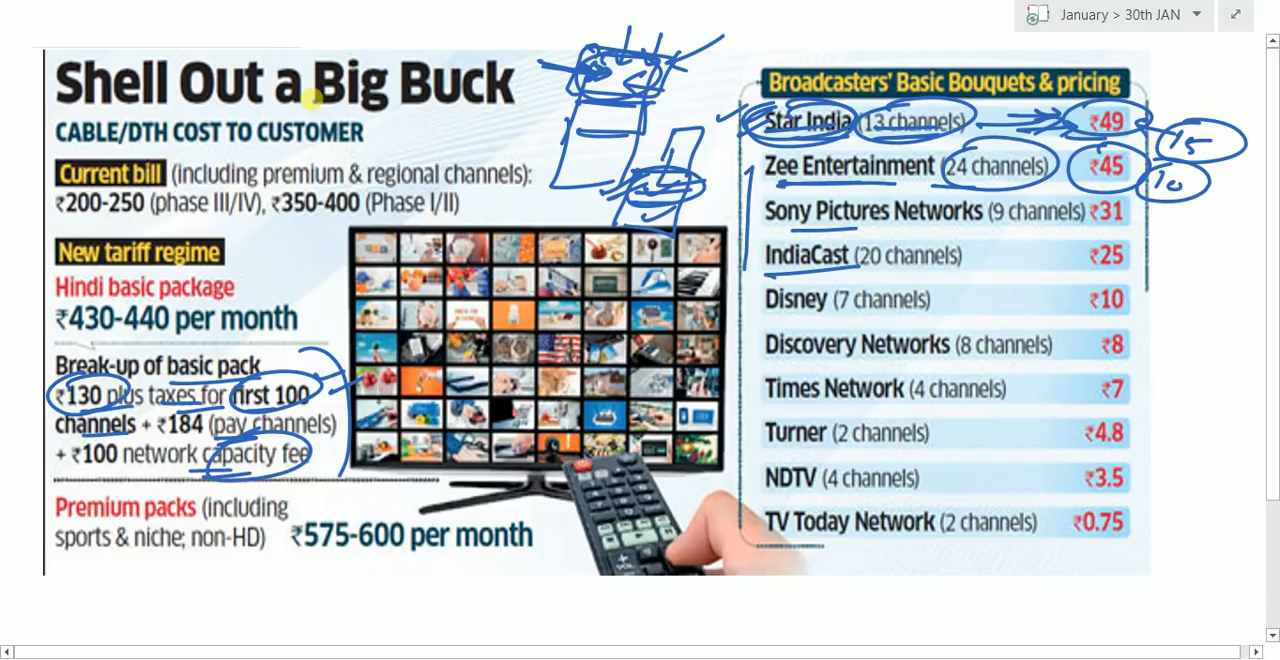 January > 30th JAN
Shell Out a Big Buck
CABLE/DTH COST TO CUSTOMER
Current bill (including premium & regional channels):
₹200-250 (phase III/IV), ₹350-400 (Phase I/II)
New tariff regime
Hindi basic package
₹430-440 per month
Break-up of basic pack
₹130 plus taxes for first 100
channels + ₹184 (pay channels)
+ ₹100 network capacity fee
Premium packs (including
sports & niche; non-HD) ₹575-600 per month
Broadcasters' Basic Bouquets & pricing
Star India (13 channels) ₹49
15
Zee Entertainment (24 channels) ₹45
10
Sony Pictures Networks (9 channels) ₹31
IndiaCast (20 channels) ₹25
Disney (7 channels) ₹10
Discovery Networks (8 channels) ₹8
Times Network (4 channels) ₹7
Turner (2 channels) ₹4.8
NDTV (4 channels) ₹3.5
TV Today Network (2 channels) ₹0.75